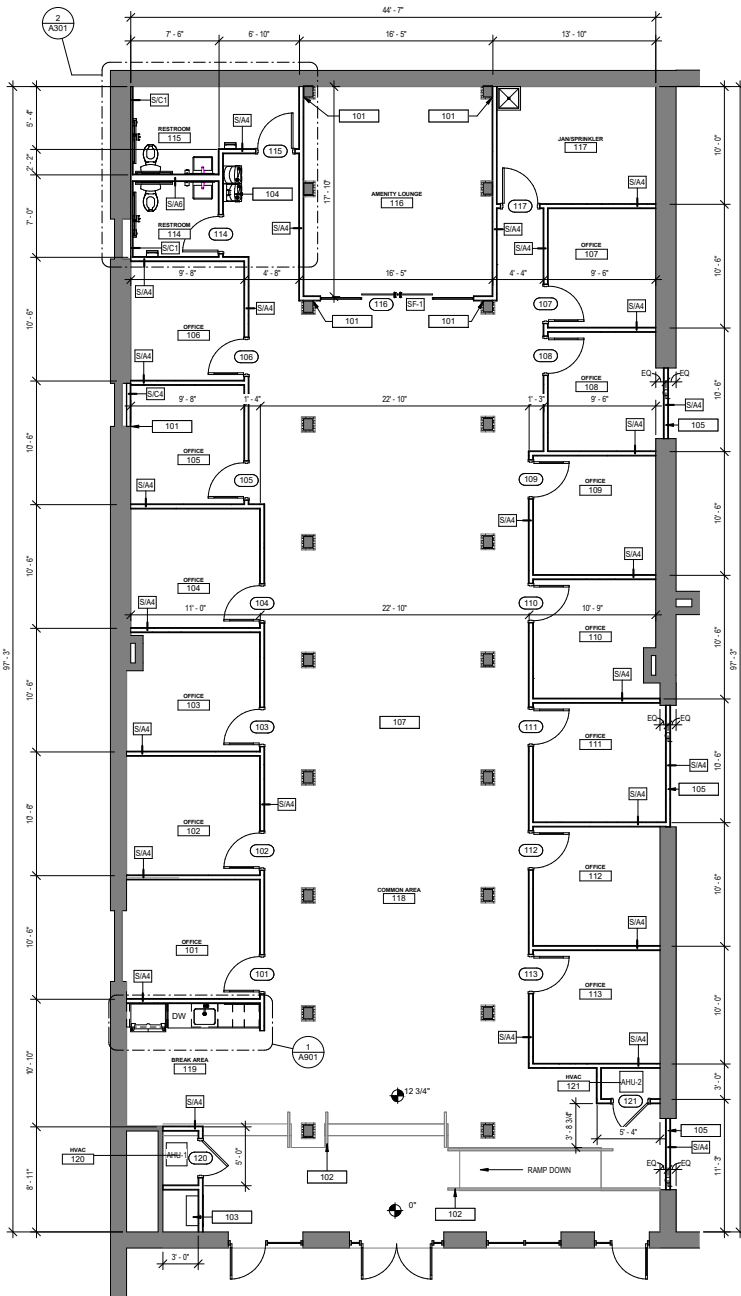 44' - 7"
2
A301
7' - 6"
6' - 10"
16' - 5"
13' - 10"
5' - 4"
S/C1
S/A4
101
101
RESTROOM
115
115
JAN/SPRINKLER
117
10' - 0"
2' - 2"
104
17' - 10"
AMENITY LOUNGE
116
S/A6
S/A4
7' - 0"
RESTROOM
114
114
117
S/A4
S/A4
S/A4
OFFICE
107
S/C1
S/A4
9' - 8"
4' - 8"
16' - 5"
4' - 4"
9' - 6"
10' - 6"
107
116
SF-1
S/A4
S/A4
101
101
10' - 6"
OFFICE
106
106
108
S/A4
OFFICE
108
EQ
EQ
S/A4
S/C4
9' - 8"
1' - 4"
22' - 10"
1' - 3"
9' - 6"
10' - 6"
101
105
S/A4
10' - 6"
OFFICE
105
105
109
S/A4
OFFICE
109
10' - 6"
S/A4
S/A4
10' - 6"
OFFICE
104
104
110
S/A4
11' - 0"
22' - 10"
10' - 9"
OFFICE
110
10' - 6"
97' - 3"
97' - 3"
S/A4
10' - 6"
OFFICE
103
103
107
111
EQ
EQ
OFFICE
111
S/A4
S/A4
10' - 6"
105
S/A4
S/A4
10' - 6"
OFFICE
102
102
112
S/A4
COMMON AREA
118
OFFICE
112
10' - 6"
S/A4
10' - 6"
OFFICE
101
101
113
S/A4
OFFICE
113
10' - 0"
DW
S/A4
S/A4
1
A901
10' - 10"
BREAK AREA
119
HVAC
121
AHU-2
3' - 0"
12 3/4"
121
S/A4
3' - 8 3/4"
5' - 4"
105
S/A4
HVAC
120
AHU-1
120
5' - 0"
102
RAMP DOWN
EQ
EQ
11' - 3"
8' - 11"
103
0"
102
3' - 0"